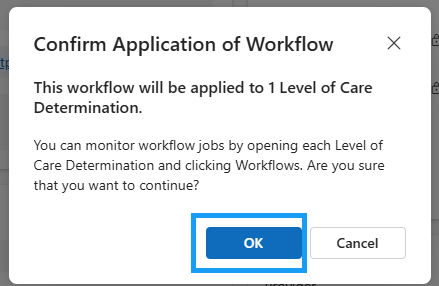 Confirm Application of Workflow
This workflow will be applied to 1 Level of Care
Determination.
You can monitor workflow jobs by opening each Level of
Care Determination and clicking Workflows. Are you sure
that you want to continue?
OK
Cancel